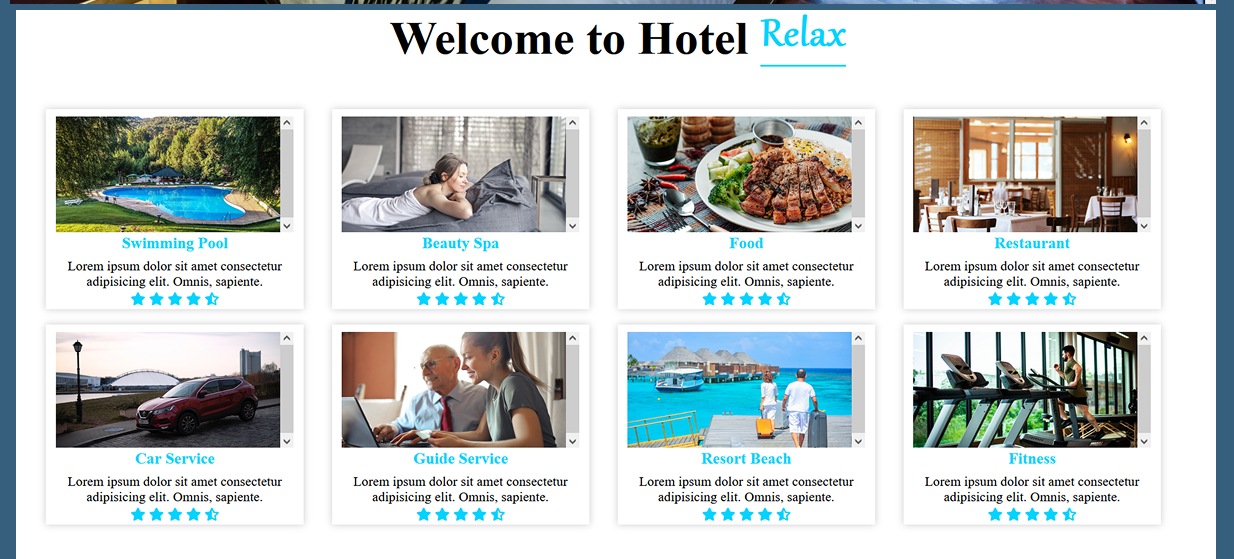 Welcome to Hotel Relax
Swimming Pool
Lorem ipsum dolor sit amet consectetur
adipisicing elit. Omnis, sapiente.
Beauty Spa
Lorem ipsum dolor sit amet consectetur
adipisicing elit. Omnis, sapiente.
Food
Lorem ipsum dolor sit amet consectetur
adipisicing elit. Omnis, sapiente.
Restaurant
Lorem ipsum dolor sit amet consectetur
adipisicing elit. Omnis, sapiente.
Car Service
Lorem ipsum dolor sit amet consectetur
adipisicing elit. Omnis, sapiente.
Guide Service
Lorem ipsum dolor sit amet consectetur
adipisicing elit. Omnis, sapiente.
Resort Beach
Lorem ipsum dolor sit amet consectetur
adipisicing elit. Omnis, sapiente.
Fitness
Lorem ipsum dolor sit amet consectetur
adipisicing elit. Omnis, sapiente.